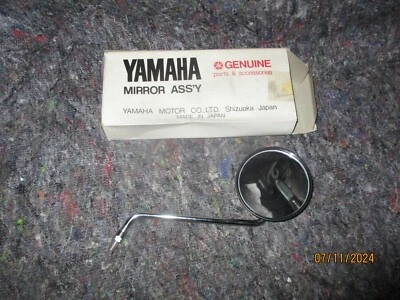 YAMAHA GENUINE
parts & accessories
MIRROR ASS'Y
YAMAHA MOTOR CO.,LTD. Shizuoka Japan
MADE IN JAPAN
07/11/2024